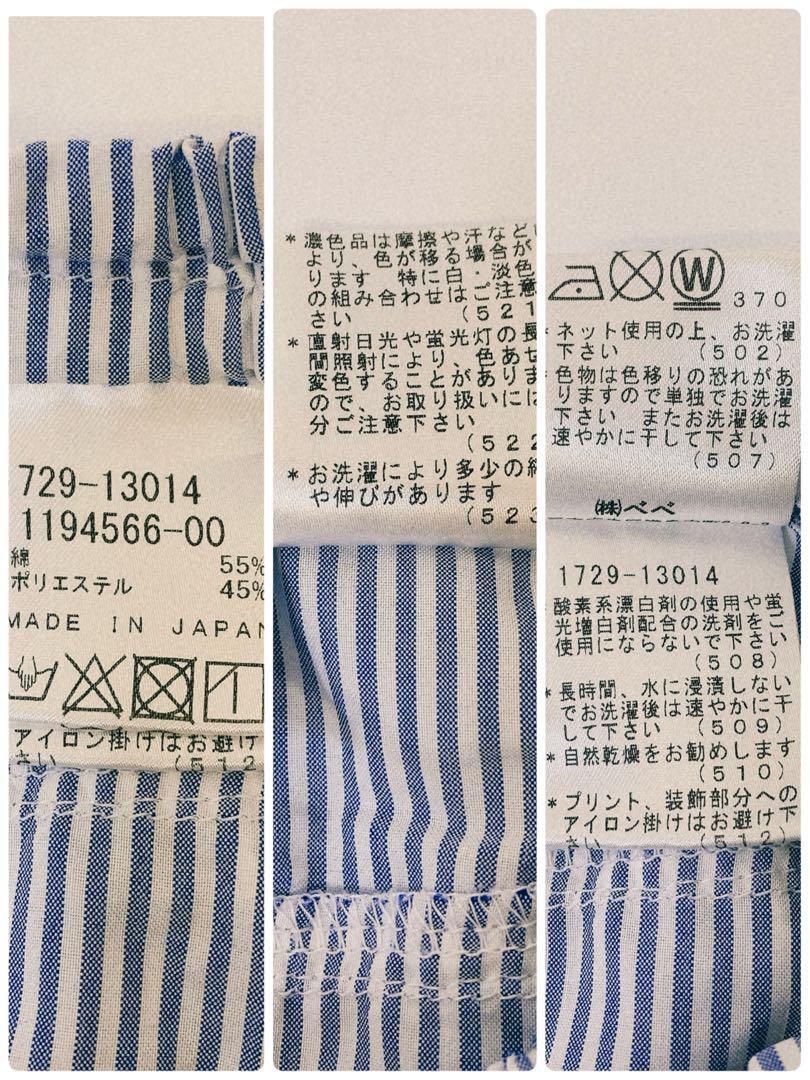 729-13014
1194566-00
綿 55%
ポリエステル 45%
MADE IN JAPAN
アイロン掛けはお避け
さい (512
*濃色品は摩擦や汗など
より、色が移る場合が
ります 特に白・淡色
の組み合わせはご注意
さい (521
*直射日光や蛍光灯の長
間照射により、色あせ
変色することがありま
ので、お取り扱いには
分ご注意下さい
(522
*お洗濯により多少の縮
や伸びがあります
(523
W 370
*ネット使用の上、お洗濯
下さい (502)
*色物は色移りの恐れがあ
りますので単独でお洗濯
下さい またお洗濯後は
速やかに干して下さい
(507)
㈱べべ
1729-13014
酸素系漂白剤の使用や蛍
光増白剤配合の洗剤をご
使用にならないで下さい
(508)
*長時間、水に浸漬しない
でお洗濯後は速やかに干
して下さい (509)
*自然乾燥をお勧めします
(510)
*プリント、装飾部分への
アイロン掛けはお避け下
さい (512)